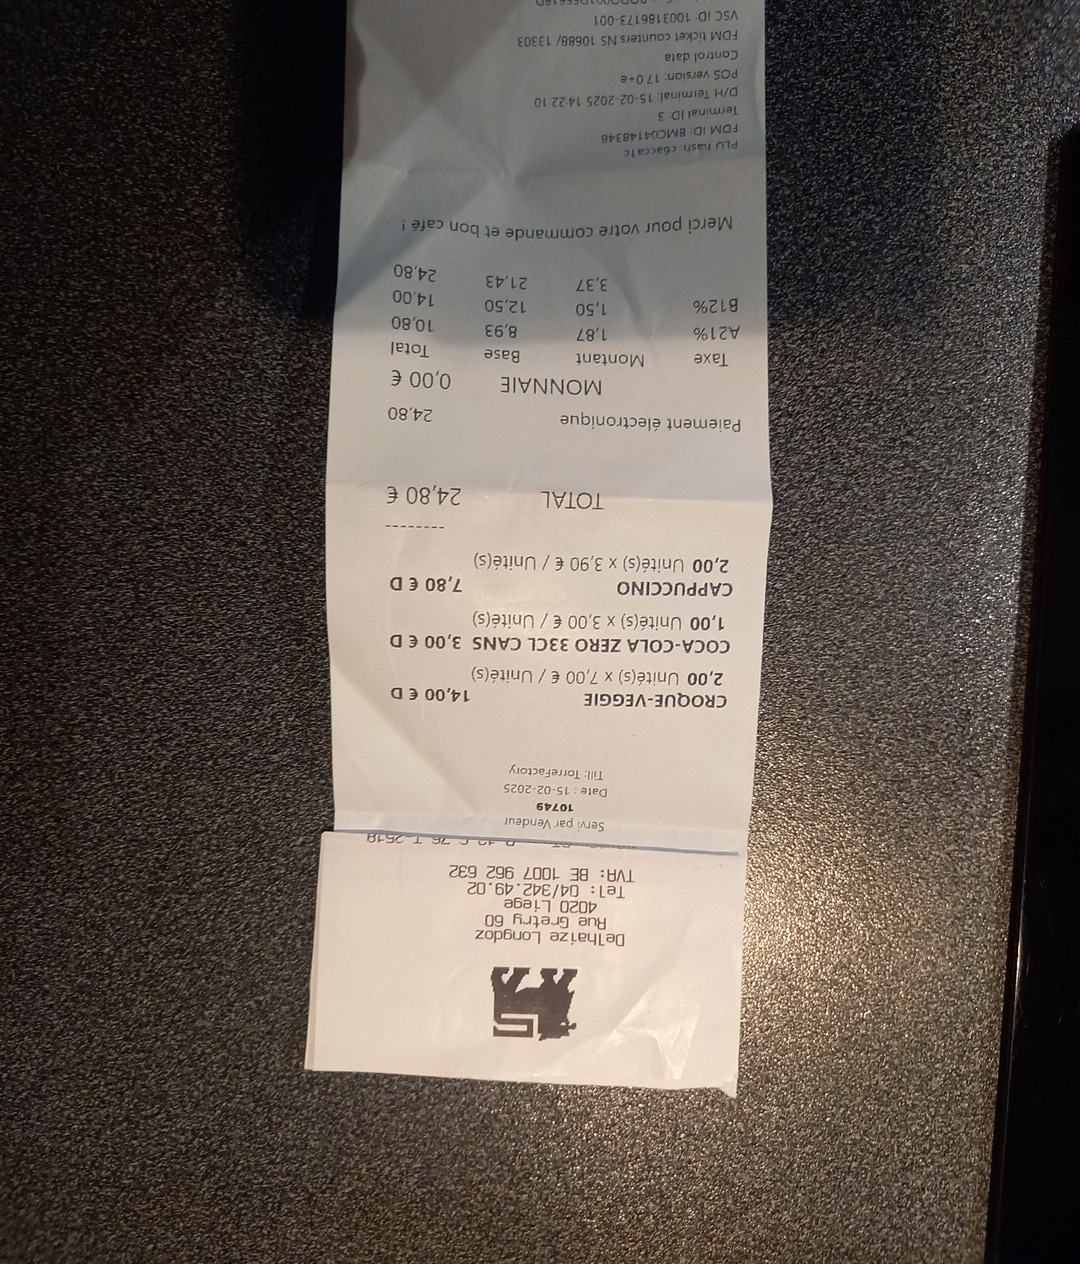 Delhaize Longdoz
Rue Gretry 60
4020 Liege
Tel: 04/342.49.02
TVA: BE 1007 962 632
Servi par Vendeur
10749
Date : 15-02-2025
Till: TorreFactory
CROQUE-VEGGIE 14,00 € D
2,00 Unité(s) x 7,00 € / Unité(s)
COCA-COLA ZERO 33CL CANS 3,00 € D
1,00 Unité(s) x 3,00 € / Unité(s)
CAPPUCCINO 7,80 € D
2,00 Unité(s) x 3,90 € / Unité(s)
--------
TOTAL 24,80 €
Paiement électronique 24,80
MONNAIE 0,00 €
Taxe Montant Base Total
A21% 1,87 8,93 10,80
B12% 1,50 12,50 14,00
3,37 21,43 24,80
Merci pour votre commande et bon café !
PLU hash: c6acca1c
FDM ID: BMC04148348
Terminal ID: 3
D/H Terminal: 15-02-2025 14:22:10
POS version: 17.0+e
Control data
FDM ticket counters NS 10688/ 13303
VSC ID: 1003186173-001